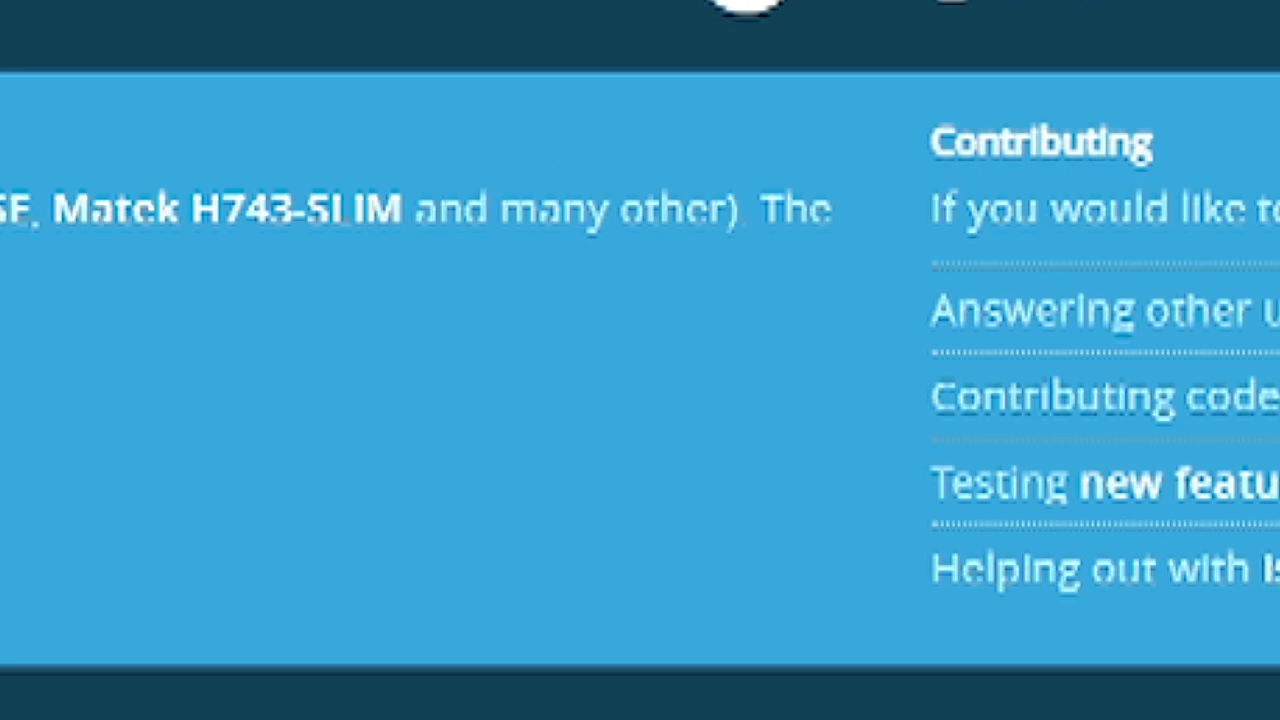 SE, Matek H743-SLIM and many other). The
Contributing
If you would like to
Answering other
Contributing code
Testing new featu
Helping out with